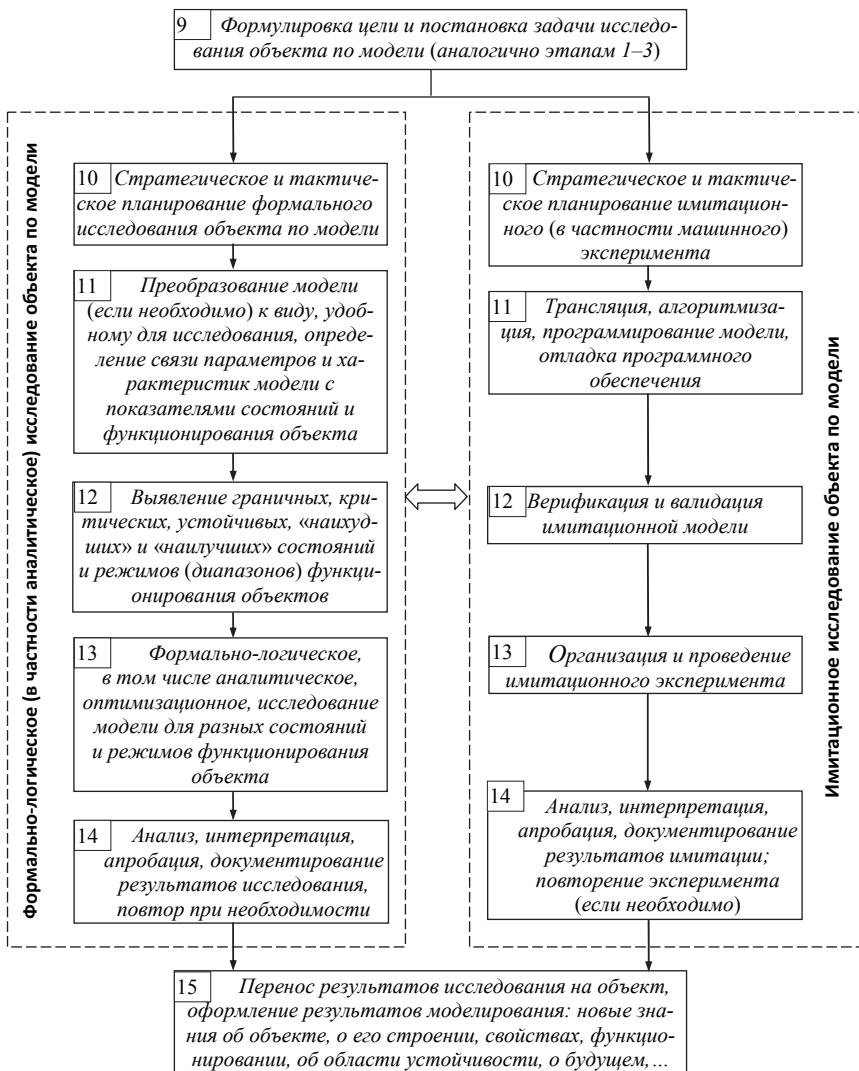 9 Формулировка цели и постановка задачи исследо-
вания объекта по модели (аналогично этапам 1–3)
Формально-логическое (в частности аналитическое) исследование объекта по модели
10 Стратегическое и тактиче-
ское планирование формального
исследования объекта по модели
11 Преобразование модели
(если необходимо) к виду, удоб-
ному для исследования, опреде-
ление связи параметров и ха-
рактеристик модели с
показателями состояний и
функционирования объекта
12 Выявление граничных, кри-
тических, устойчивых, «наихуд-
ших» и «наилучших» состояний
и режимов (диапазонов) функци-
онирования объектов
13 Формально-логическое,
в том числе аналитическое,
оптимизационное, исследование
модели для разных состояний
и режимов функционирования
объекта
14 Анализ, интерпретация,
апробация, документирование
результатов исследования,
повтор при необходимости
10 Стратегическое и такти-
ческое планирование имитацион-
ного (в частности машинного)
эксперимента
11 Трансляция, алгоритмиза-
ция, программирование модели,
отладка программного
обеспечения
12 Верификация и валидация
имитационной модели
13 Организация и проведение
имитационного эксперимента
14 Анализ, интерпретация,
апробация, документирование
результатов имитации;
повторение эксперимента
(если необходимо)
Имитационное исследование объекта по модели
15 Перенос результатов исследования на объект,
оформление результатов моделирования: новые зна-
ния об объекте, о его строении, свойствах, функцио-
нировании, об области устойчивости, о будущем,…